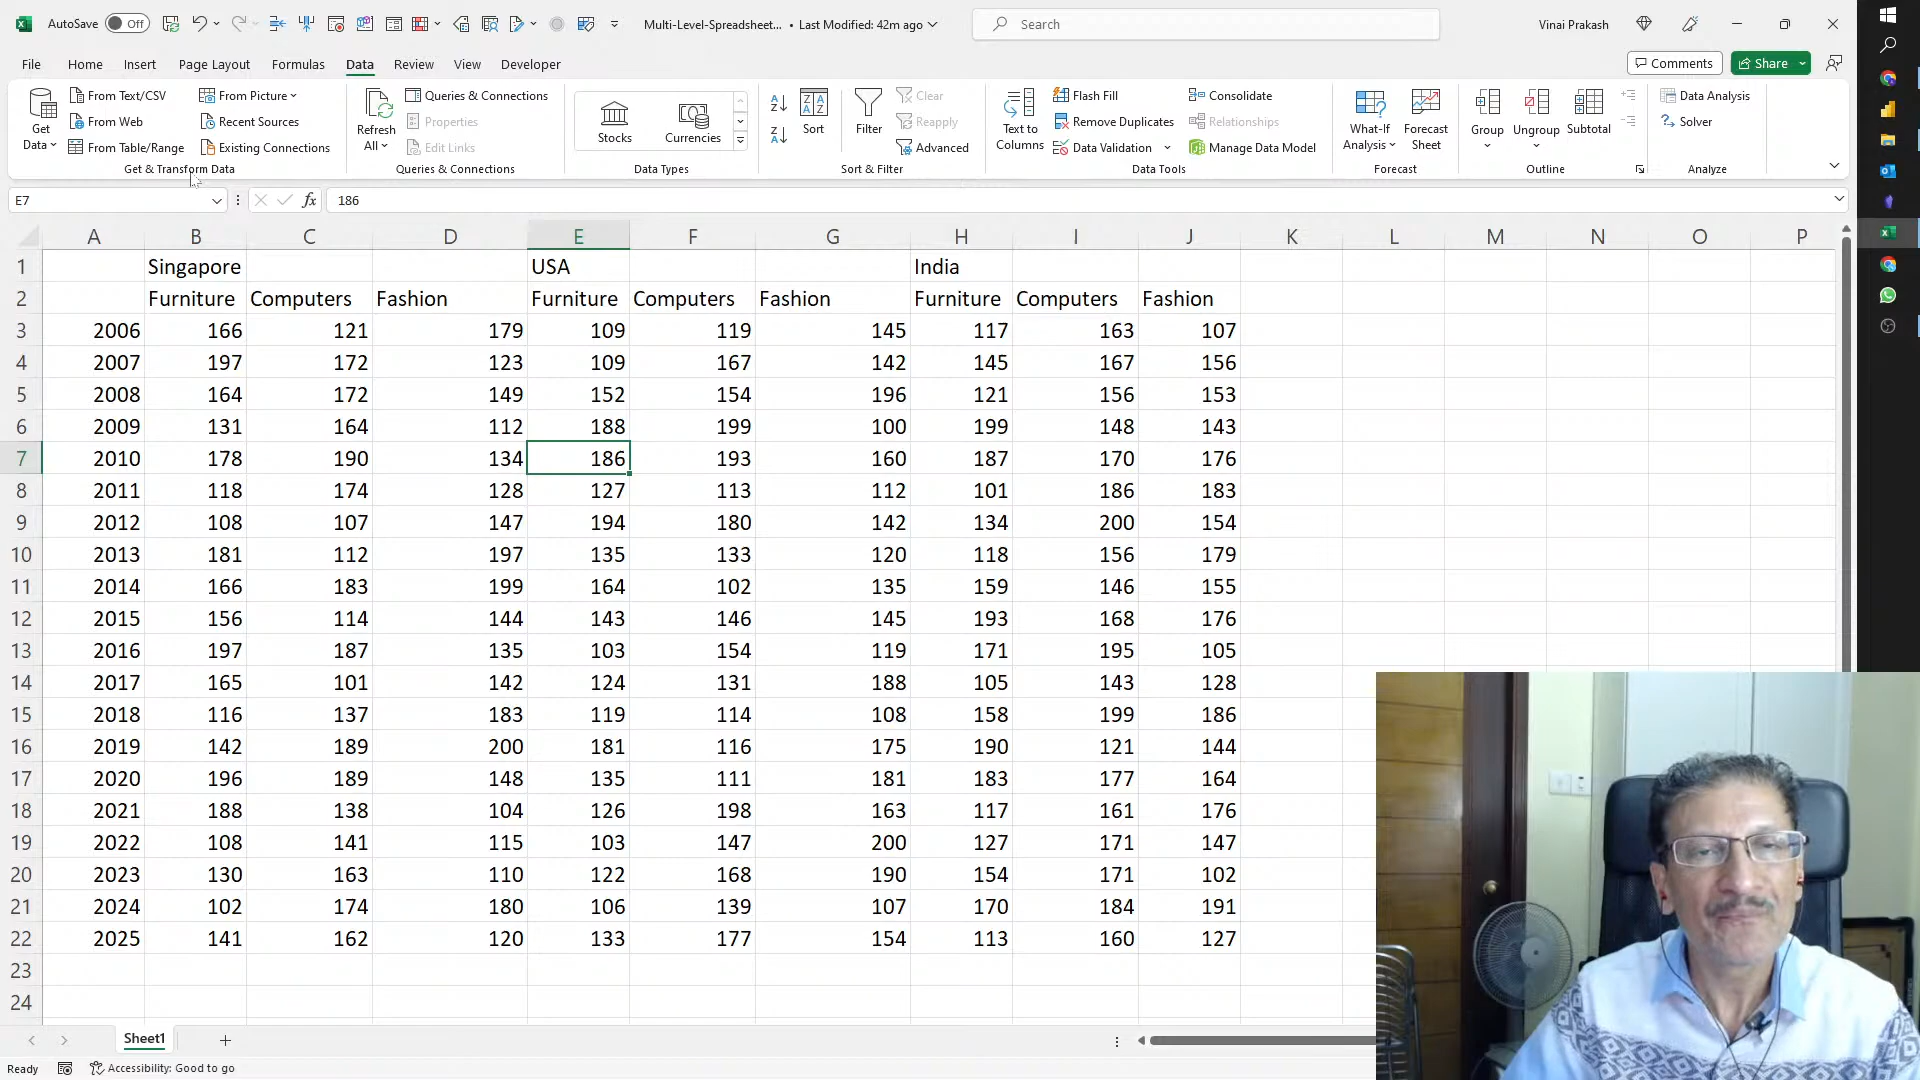 AutoSave Off Multi-Level-Spreadsheet... • Last Modified: 42m ago Search Vinai Prakash
File Home Insert Page Layout Formulas Data Review View Developer Comments Share
Get Data From Text/CSV From Picture Refresh All Queries & Connections Stocks Currencies Sort Filter Clear Text to Columns Flash Fill Consolidate What-If Analysis Forecast Sheet Group Ungroup Subtotal Data Analysis
From Web Recent Sources Properties Reapply Remove Duplicates Relationships Solver
From Table/Range Existing Connections Edit Links Advanced Data Validation Manage Data Model
Get & Transform Data Queries & Connections Data Types Sort & Filter Data Tools Forecast Outline Analyze
E7 fx 186
A B C D E F G H I J K L M N O P
1 Singapore USA India
2 Furniture Computers Fashion Furniture Computers Fashion Furniture Computers Fashion
3 2006 166 121 179 109 119 145 117 163 107
4 2007 197 172 123 109 167 142 145 167 156
5 2008 164 172 149 152 154 196 121 156 153
6 2009 131 164 112 188 199 100 199 148 143
7 2010 178 190 134 186 193 160 187 170 176
8 2011 118 174 128 127 113 112 101 186 183
9 2012 108 107 147 194 180 142 134 200 154
10 2013 181 112 197 135 133 120 118 156 179
11 2014 166 183 199 164 102 135 159 146 155
12 2015 156 114 144 143 146 145 193 168 176
13 2016 197 187 135 103 154 119 171 195 105
14 2017 165 101 142 124 131 188 105 143 128
15 2018 116 137 183 119 114 108 158 199 186
16 2019 142 189 200 181 116 175 190 121 144
17 2020 196 189 148 135 111 181 183 177 164
18 2021 188 138 104 126 198 163 117 161 176
19 2022 108 141 115 103 147 200 127 171 147
20 2023 130 163 110 122 168 190 154 171 102
21 2024 102 174 180 106 139 107 170 184 191
22 2025 141 162 120 133 177 154 113 160 127
23
24
Sheet1
Ready Accessibility: Good to go